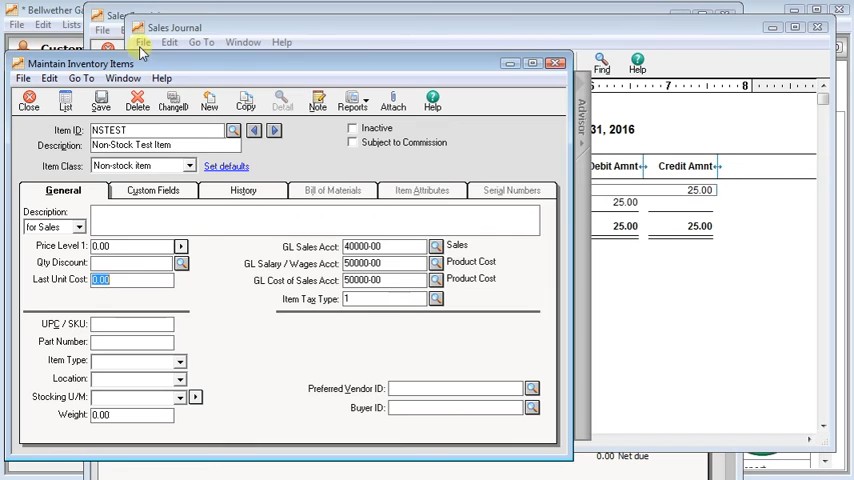 * Bellwether Ga
File Edit Lists
Sales
File
Sales Journal
File Edit Go To Window Help
Find Help
Maintain Inventory Items
File Edit Go To Window Help
Close List Save Delete ChangeID New Copy Detail Note Reports Attach Help
Item ID: NSTEST
Inactive
Description: Non-Stock Test Item
Subject to Commission
Item Class: Non-stock item Set defaults
General Custom Fields History Bill of Materials Item Attributes Serial Numbers
Description:
for Sales
Price Level 1: 0.00
GL Sales Acct: 40000-00 Sales
Qty Discount:
GL Salary / Wages Acct: 50000-00 Product Cost
Last Unit Cost: 0.00
GL Cost of Sales Acct: 50000-00 Product Cost
Item Tax Type: 1
UPC / SKU:
Part Number:
Item Type:
Location:
Preferred Vendor ID:
Stocking U/M:
Buyer ID:
Weight: 0.00
Advisor
7 8
31, 2016
Debit Amnt Credit Amnt
25.00
25.00
25.00 25.00
0.00 Net due